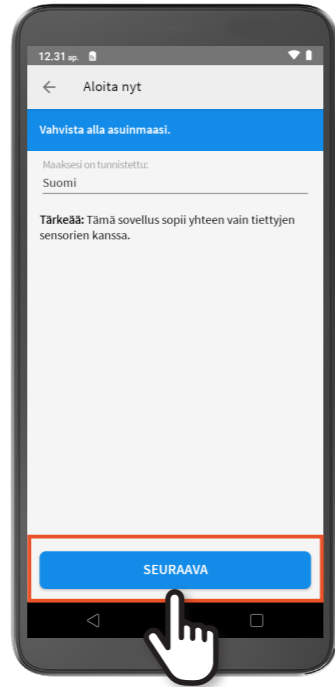 12.31 ap.
Aloita nyt
Vahvista alla asuinmaasi.
Maaksesi on tunnistettu:
Suomi
Tärkeää: Tämä sovellus sopii yhteen vain tiettyjen
sensorien kanssa.
SEURAAVA